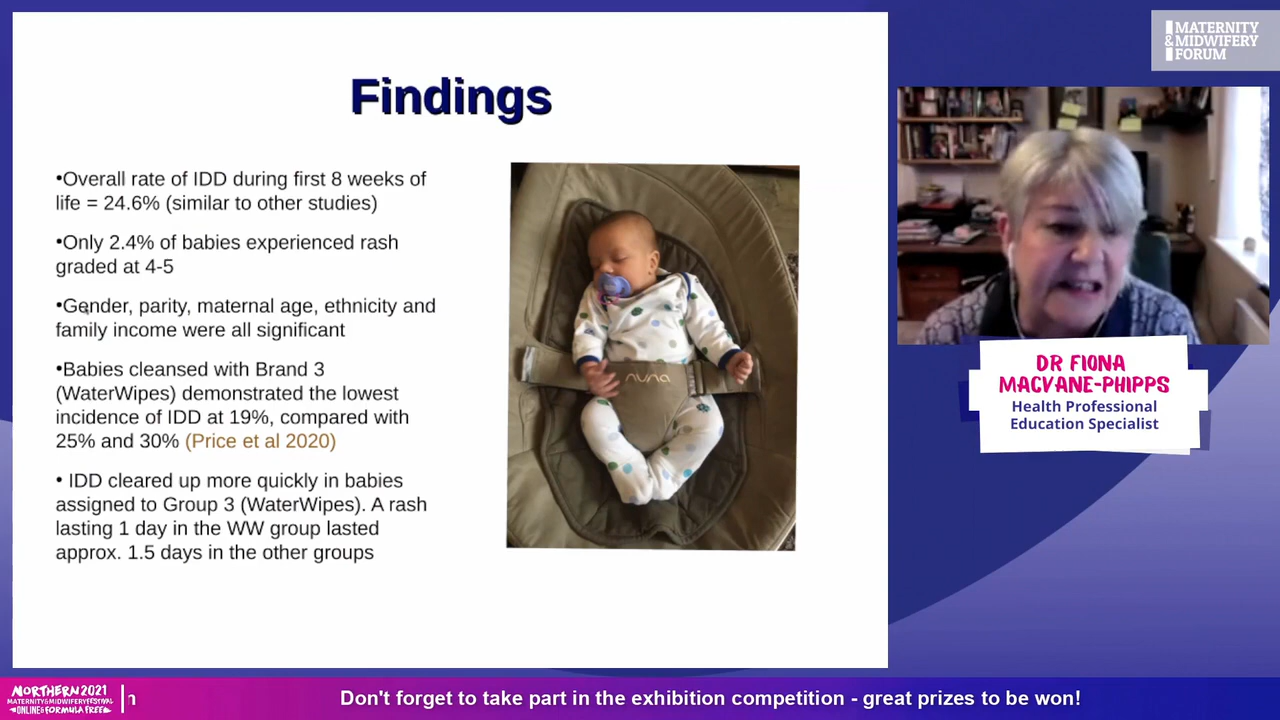 Findings
•Overall rate of IDD during first 8 weeks of
life = 24.6% (similar to other studies)
•Only 2.4% of babies experienced rash
graded at 4-5
•Gender, parity, maternal age, ethnicity and
family income were all significant
•Babies cleansed with Brand 3
(WaterWipes) demonstrated the lowest
incidence of IDD at 19%, compared with
25% and 30% (Price et al 2020)
• IDD cleared up more quickly in babies
assigned to Group 3 (WaterWipes). A rash
lasting 1 day in the WW group lasted
approx. 1.5 days in the other groups
nuna
MATERNITY
&MIDWIFERY
FORUM
DR FIONA
MACVANE-PHIPPS
Health Professional
Education Specialist
NORTHERN 2021
MATERNITY&MIDWIFERY FESTIVAL
ONLINE&FORMULA FREE
n
Don't forget to take part in the exhibition competition - great prizes to be won!